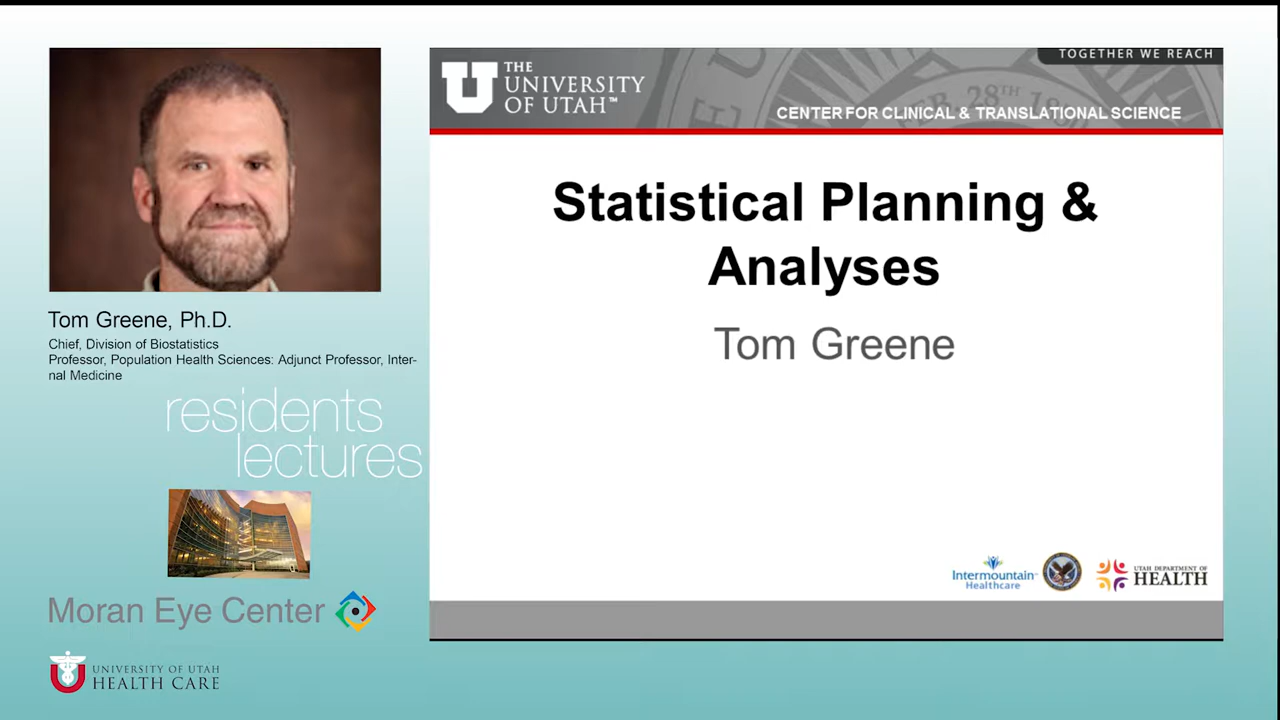 Tom Greene, Ph.D.
Chief, Division of Biostatistics
Professor, Population Health Sciences: Adjunct Professor, Inter-
nal Medicine
residents
lectures
Moran Eye Center
UNIVERSITY OF UTAH
HEALTH CARE
TOGETHER WE REACH
THE
UNIVERSITY
OF UTAH™
CENTER FOR CLINICAL & TRANSLATIONAL SCIENCE
Statistical Planning &
Analyses
Tom Greene
Intermountain™
Healthcare
UTAH DEPARTMENT OF
HEALTH